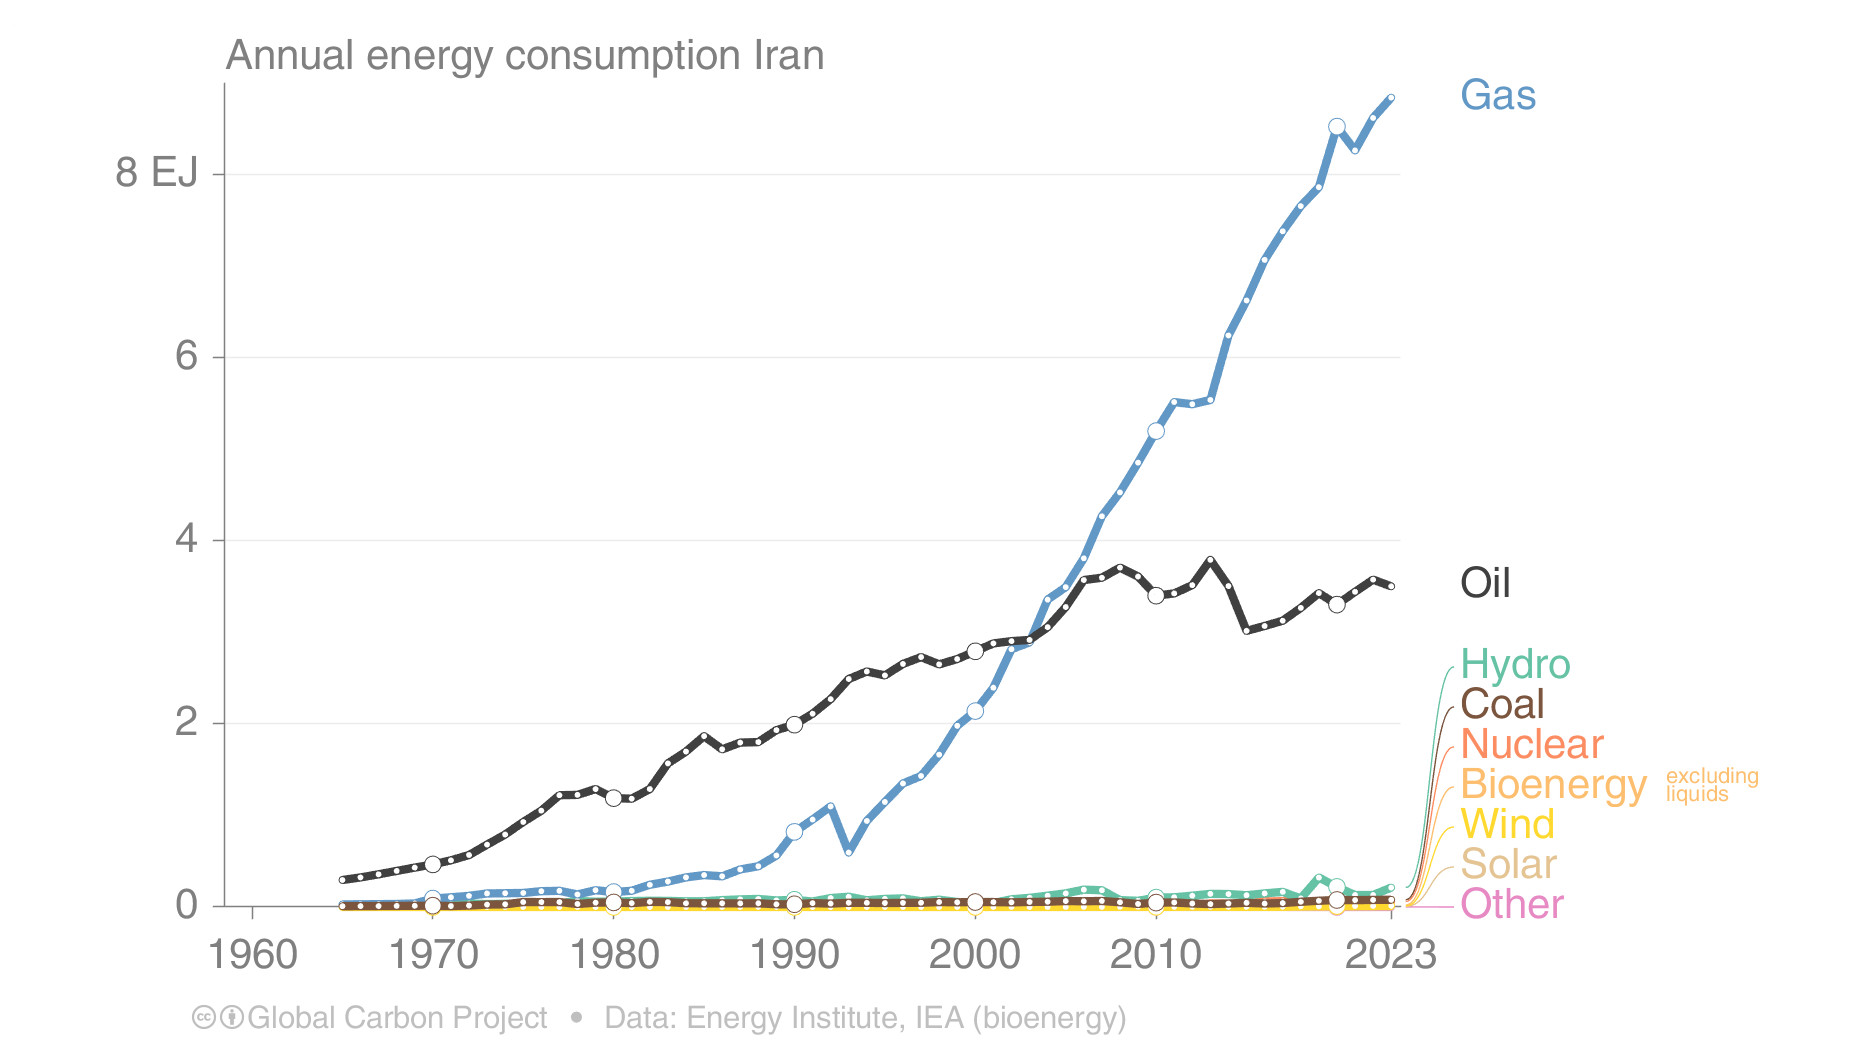 Annual energy consumption Iran
Gas
8 EJ
6
Oil
4
Hydro
Coal
2
Nuclear
Bioenergy excluding liquids
Wind
Solar
0
Other
1960 1970 1980 1990 2000 2010 2023
cc Global Carbon Project • Data: Energy Institute, IEA (bioenergy)